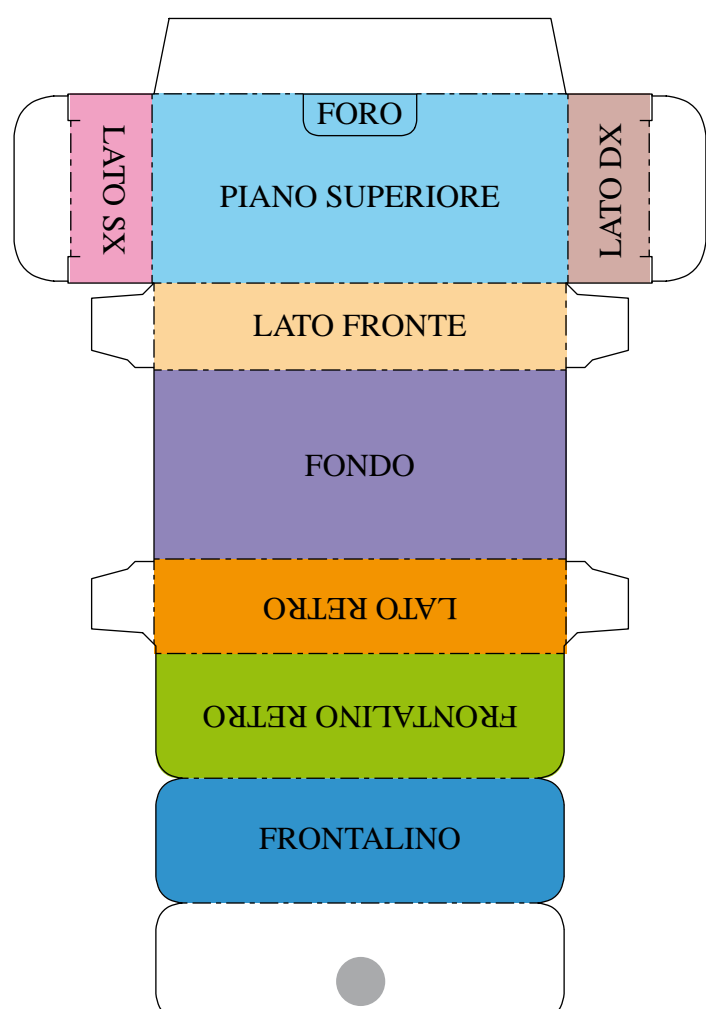 FORO
LATO SX
PIANO SUPERIORE
LATO DX
LATO FRONTE
FONDO
LATO RETRO
FRONTALINO RETRO
FRONTALINO